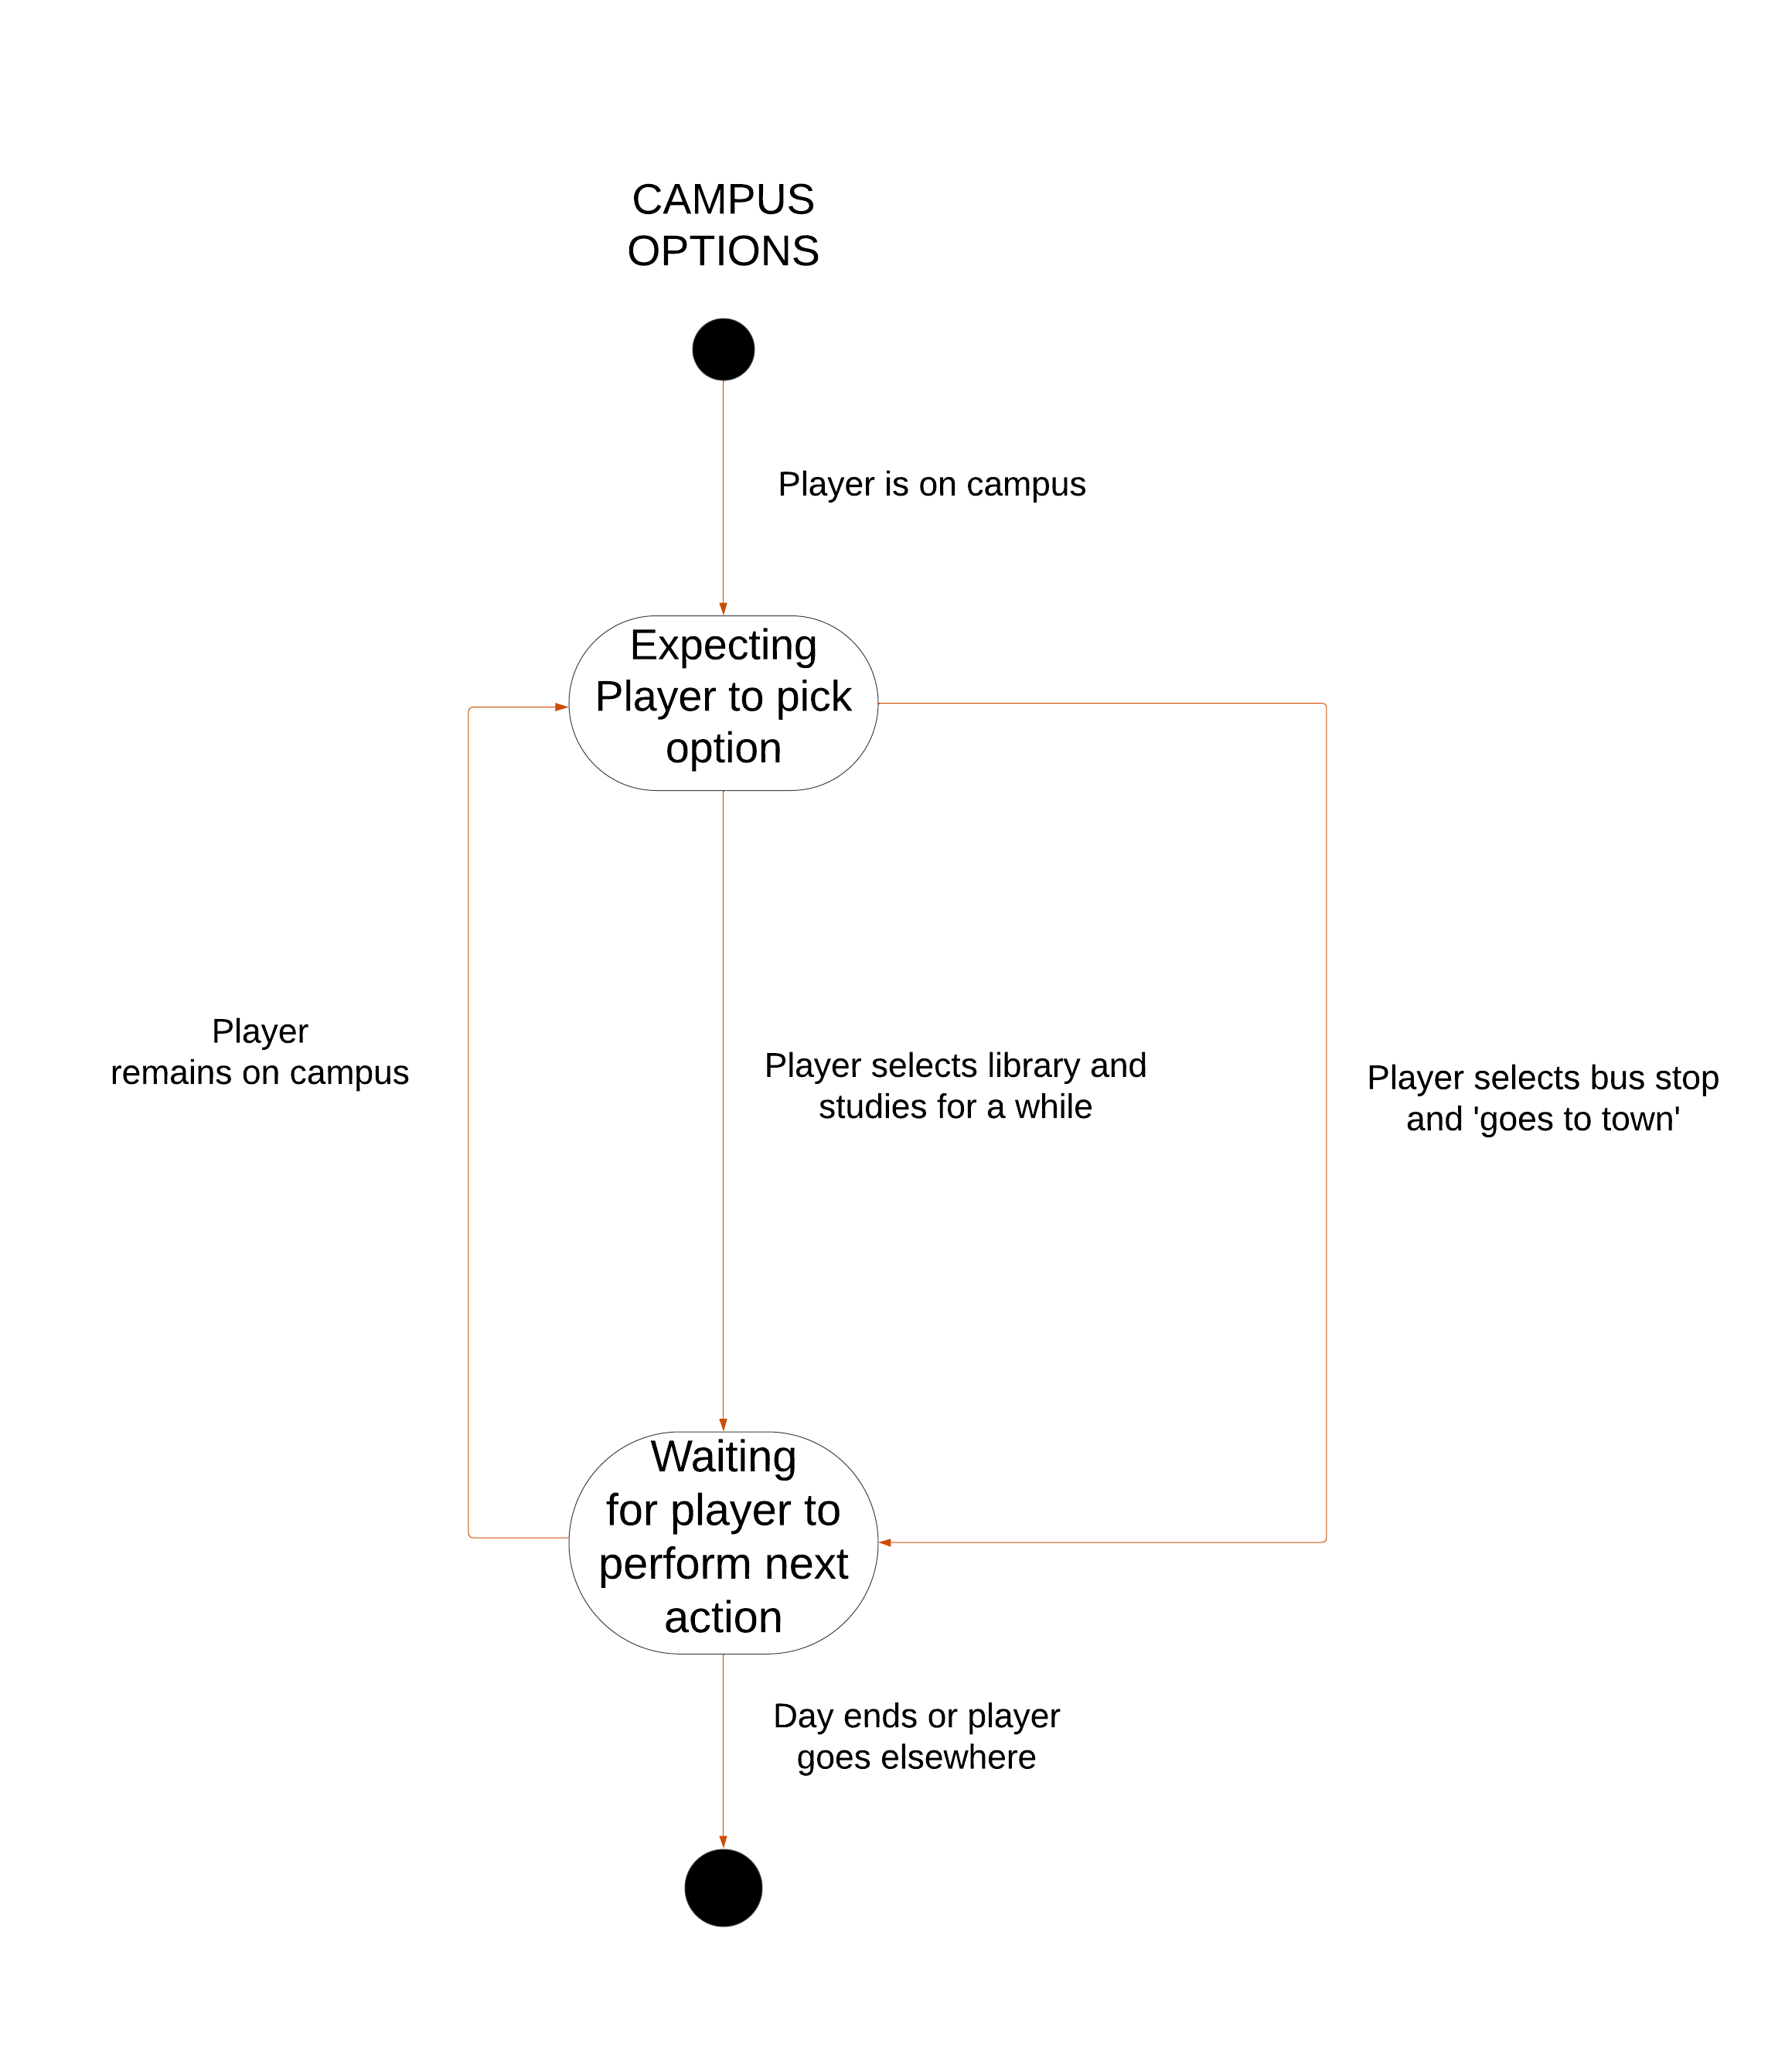 CAMPUS
OPTIONS
Player is on campus
Expecting
Player to pick
option
Player
remains on campus
Player selects library and
studies for a while
Player selects bus stop
and 'goes to town'
Waiting
for player to
perform next
action
Day ends or player
goes elsewhere